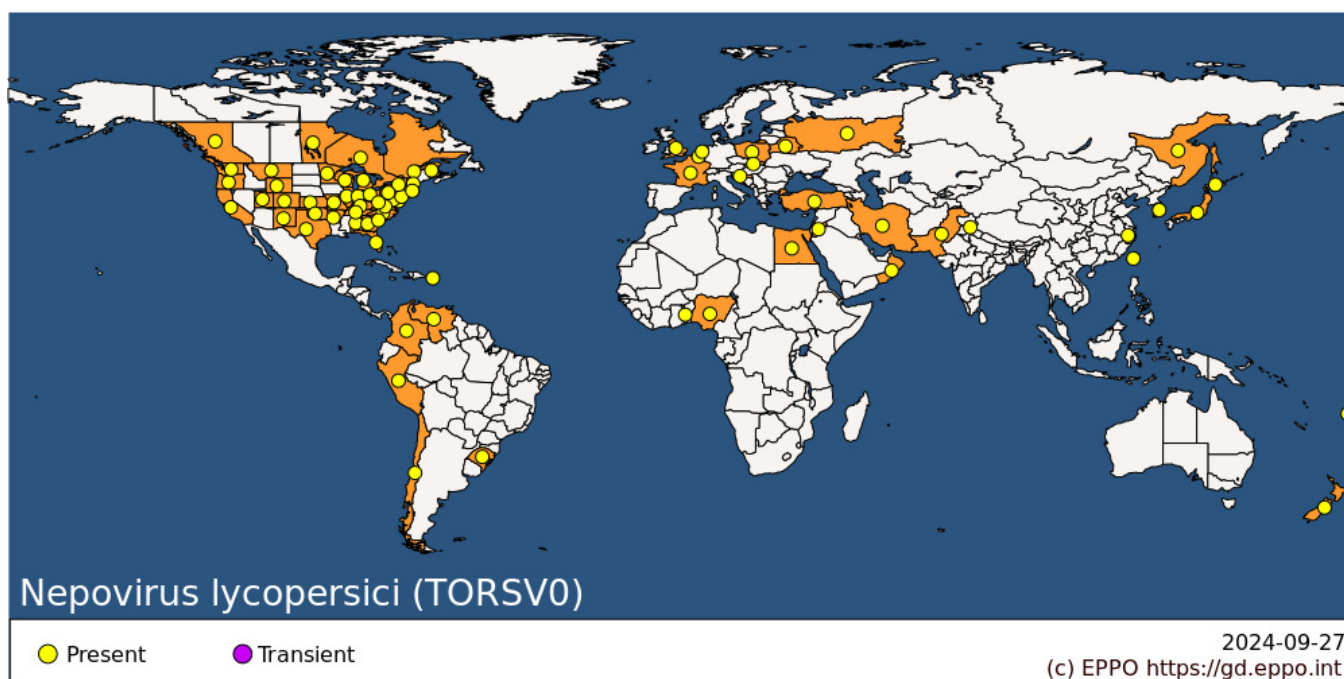 Nepovirus lycopersici (TORSV0)
Present
Transient
2024-09-27
(c) EPPO https://gd.eppo.int